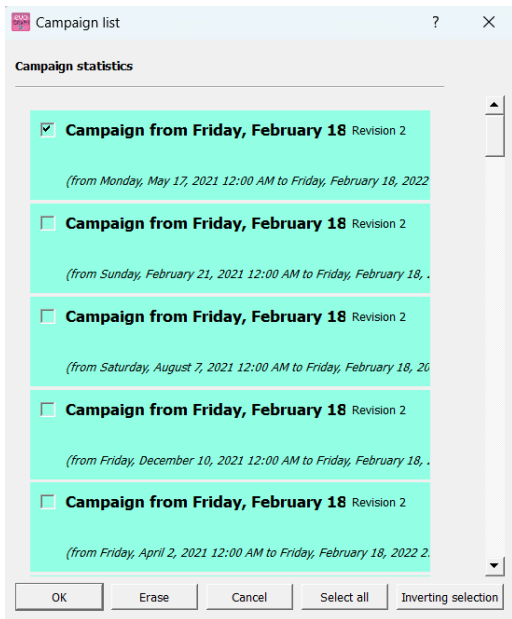 Campaign list
?
Campaign statistics
Campaign from Friday, February 18 Revision 2
(from Monday, May 17, 2021 12:00 AM to Friday, February 18, 2022
Campaign from Friday, February 18 Revision 2
(from Sunday, February 21, 2021 12:00 AM to Friday, February 18, .
Campaign from Friday, February 18 Revision 2
(from Saturday, August 7, 2021 12:00 AM to Friday, February 18, 20
Campaign from Friday, February 18 Revision 2
(from Friday, December 10, 2021 12:00 AM to Friday, February 18, .
Campaign from Friday, February 18 Revision 2
(from Friday, April 2, 2021 12:00 AM to Friday, February 18, 2022 2.
OK Erase Cancel Select all Inverting selection